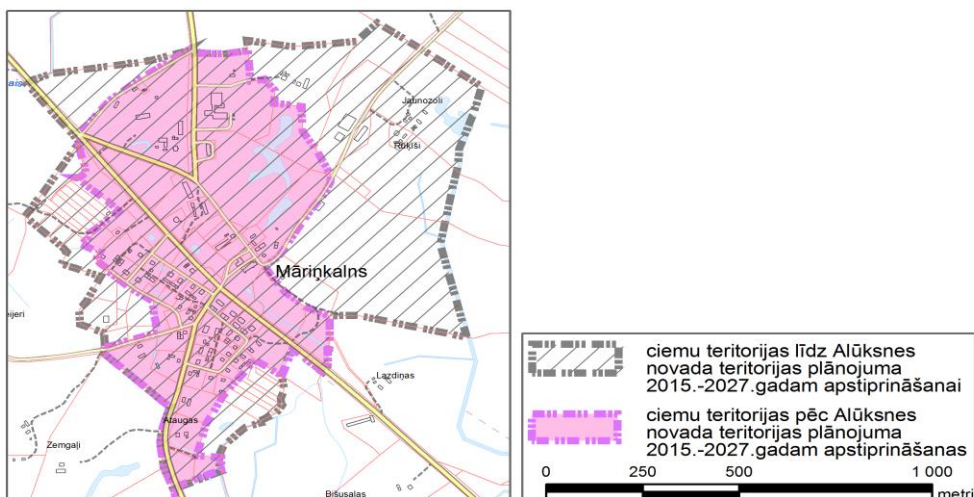 Jaunozoli
Rūķīši
Māriņkalns
Lazdiņas
Ataugas
Zemgaļi
Bišusalas
ciemu teritorijas līdz Alūksnes
novada teritorijas plānojuma
2015.-2027.gadam apstiprināšanai
ciemu teritorijas pēc Alūksnes
novada teritorijas plānojuma
2015.-2027.gadam apstiprināšanas
0 250 500 1 000
metri